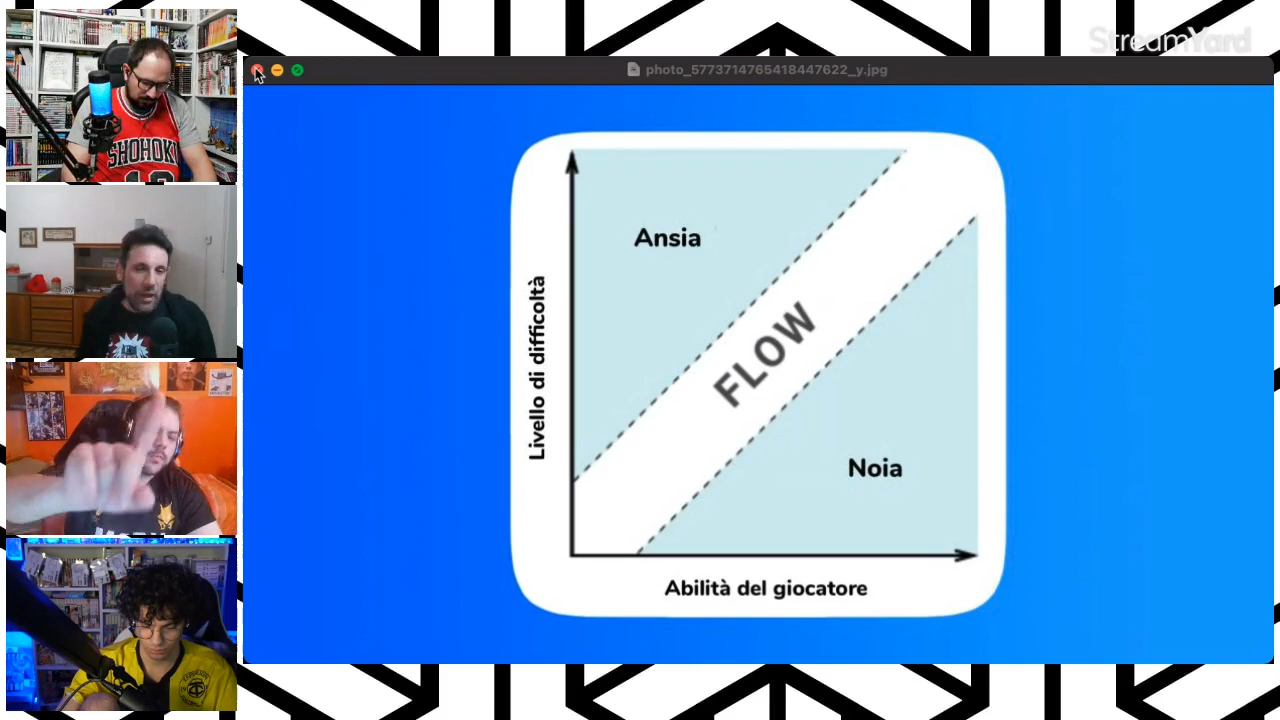 StreamYard
photo_5773714765418447622_y.jpg
SHOHOKU
Ansia
Livello di difficoltà
FLOW
Noia
Abilità del giocatore